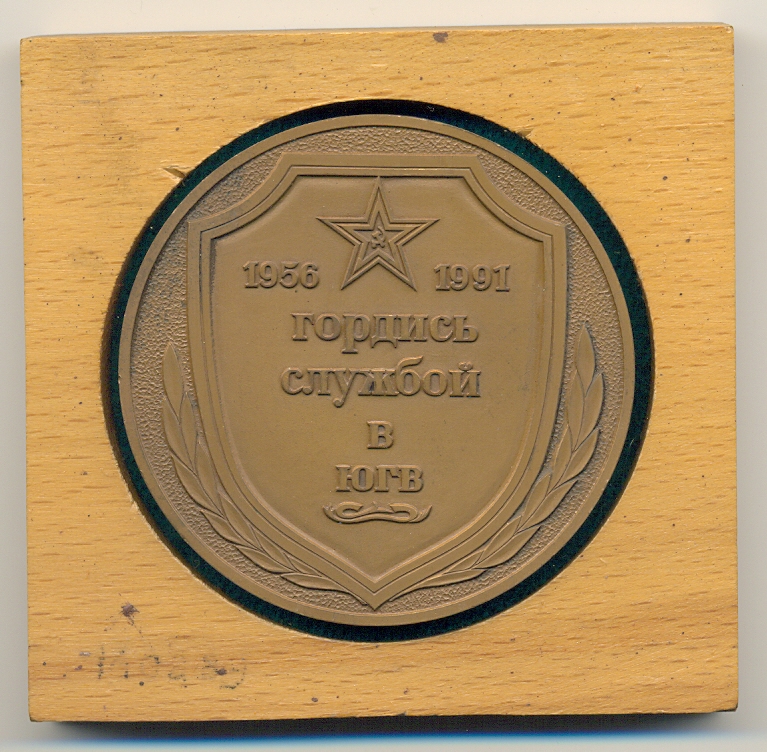 1956 1991
гордись
службой
в
югв